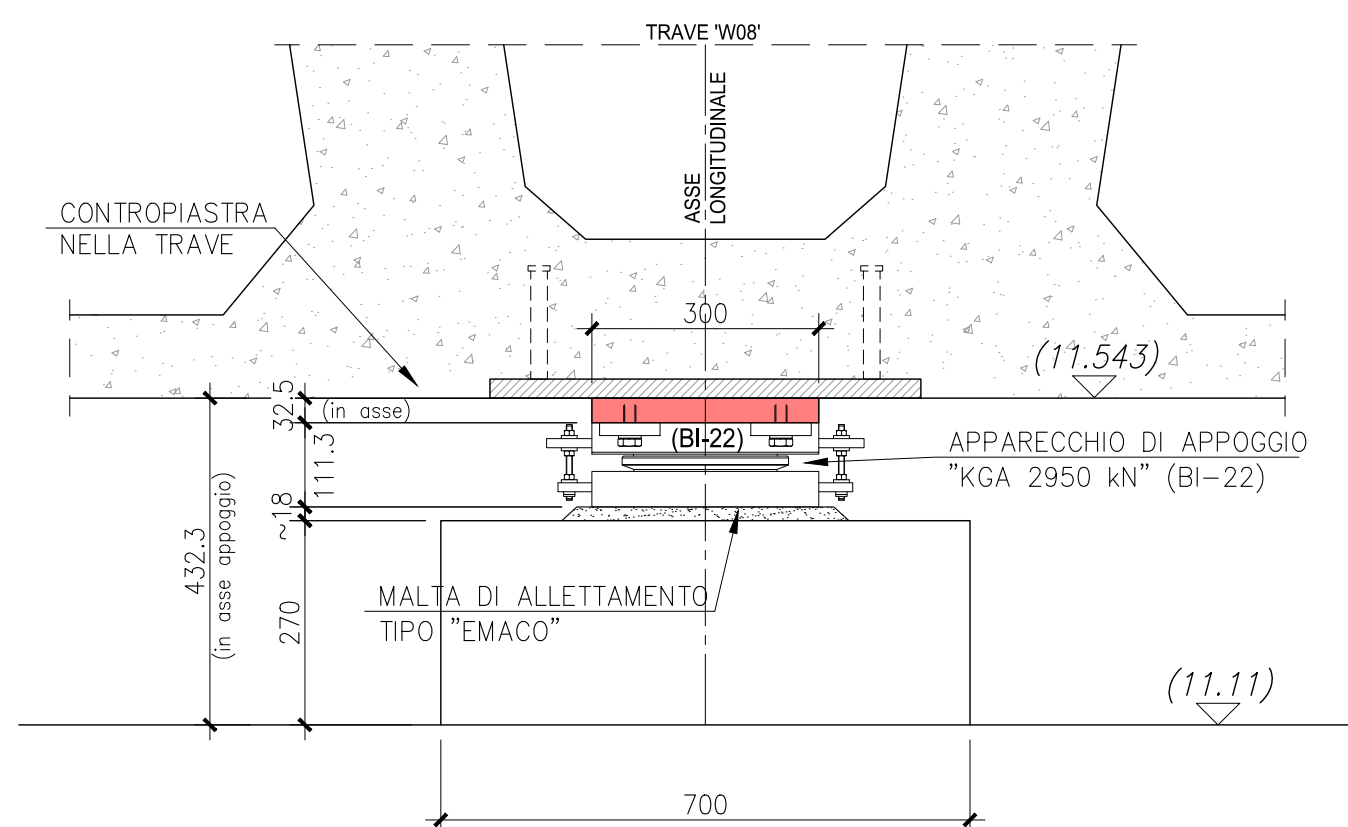 TRAVE 'W08'
ASSE
LONGITUDINALE
CONTROPIASTRA
NELLA TRAVE
300
(11.543)
32.5
(in asse)
(BI-22)
111.3
APPARECCHIO DI APPOGGIO
"KGA 2950 kN" (BI-22)
~18
432.3
(in asse appoggio)
270
MALTA DI ALLETTAMENTO
TIPO "EMACO"
(11.11)
700